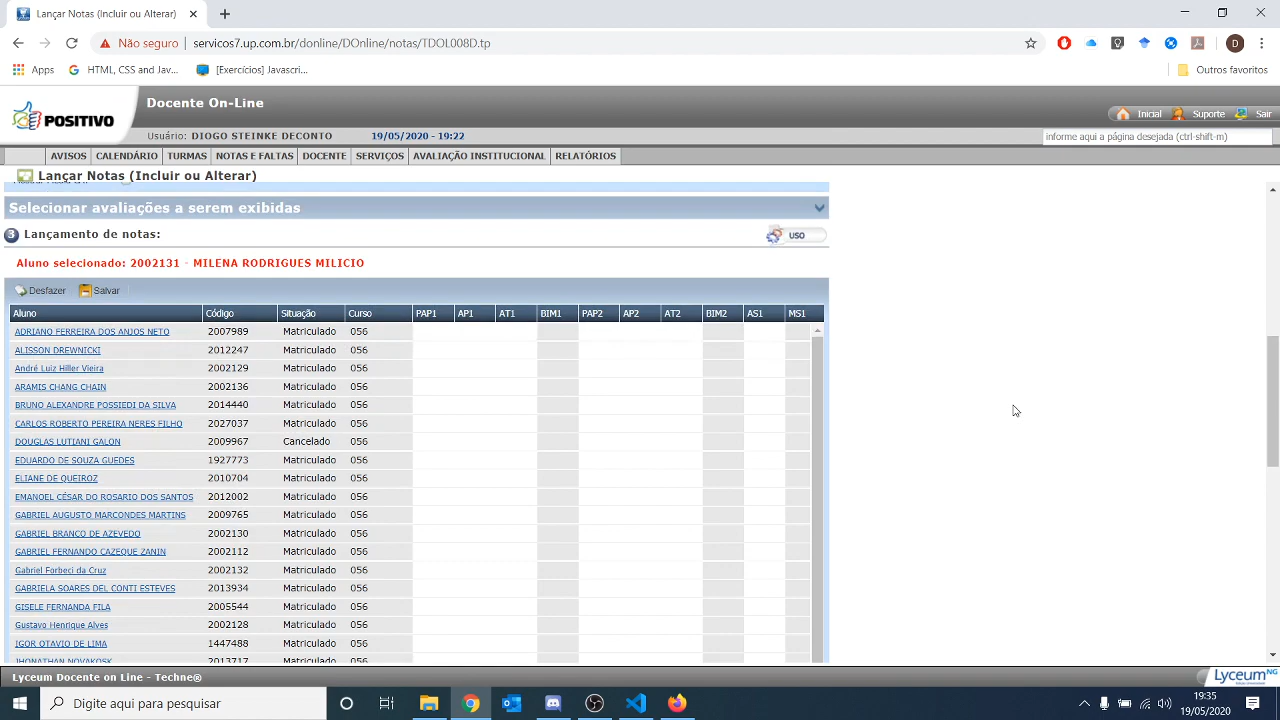 Lançar Notas (Incluir ou Alterar)
Não seguro servicos7.up.com.br/donline/DOnline/notas/TDOL008D.tp
D
Apps HTML, CSS and Jav... [Exercícios] Javascri... Outros favoritos
POSITIVO
Docente On-Line
Inicial Suporte Sair
Usuário: DIOGO STEINKE DECONTO 19/05/2020 - 19:22
informe aqui a página desejada (ctrl-shift-m)
AVISOS CALENDÁRIO TURMAS NOTAS E FALTAS DOCENTE SERVIÇOS AVALIAÇÃO INSTITUCIONAL RELATÓRIOS
Lançar Notas (Incluir ou Alterar)
Selecionar avaliações a serem exibidas
3 Lançamento de notas: USO
Aluno selecionado: 2002131 - MILENA RODRIGUES MILICIO
Desfazer Salvar
Aluno Código Situação Curso PAP1 AP1 AT1 BIM1 PAP2 AP2 AT2 BIM2 AS1 MS1
ADRIANO FERREIRA DOS ANJOS NETO 2007989 Matriculado 056
ALISSON DREWNICKI 2012247 Matriculado 056
André Luiz Hiller Vieira 2002129 Matriculado 056
ARAMIS CHANG CHAIN 2002136 Matriculado 056
BRUNO ALEXANDRE POSSIEDI DA SILVA 2014440 Matriculado 056
CARLOS ROBERTO PEREIRA NERES FILHO 2027037 Matriculado 056
DOUGLAS LUTIANI GALON 2009967 Cancelado 056
EDUARDO DE SOUZA GUEDES 1927773 Matriculado 056
ELIANE DE QUEIROZ 2010704 Matriculado 056
EMANOEL CÉSAR DO ROSARIO DOS SANTOS 2012002 Matriculado 056
GABRIEL AUGUSTO MARCONDES MARTINS 2009765 Matriculado 056
GABRIEL BRANCO DE AZEVEDO 2002130 Matriculado 056
GABRIEL FERNANDO CAZEQUE ZANIN 2002112 Matriculado 056
Gabriel Forbeci da Cruz 2002132 Matriculado 056
GABRIELA SOARES DEL CONTI ESTEVES 2013934 Matriculado 056
GISELE FERNANDA FILA 2005544 Matriculado 056
Gustavo Henrique Alves 2002128 Matriculado 056
IGOR OTAVIO DE LIMA 1447488 Matriculado 056
JHONATHAN NOVAKOSK 2013717 Matriculado 056
Lyceum Docente on Line - Techne® LyceumNG
Digite aqui para pesquisar
19:35
19/05/2020